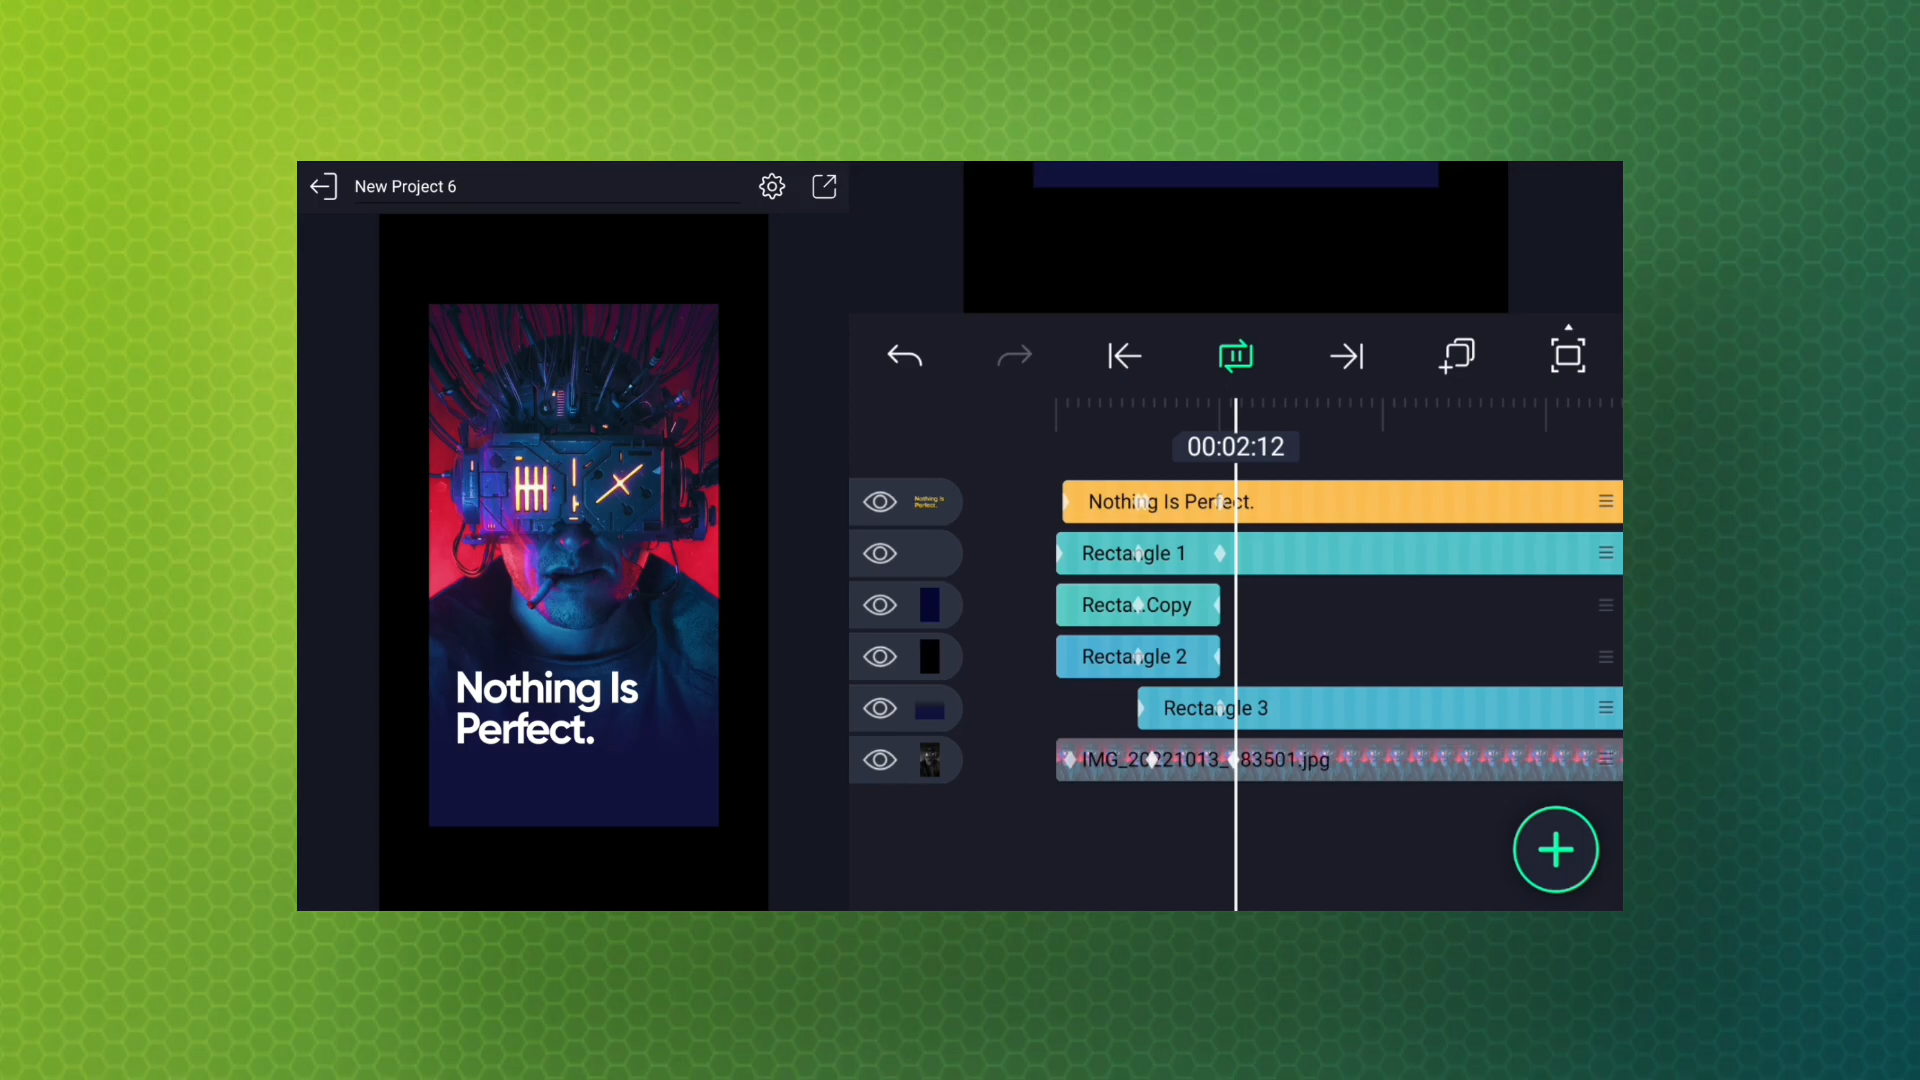 New Project 6
Nothing Is
Perfect.
00:02:12
Nothing Is
Perfect.
Nothing Is Perfect.
Rectangle 1
Recta...Copy
Rectangle 2
Rectangle 3
IMG_20221013_083501.jpg